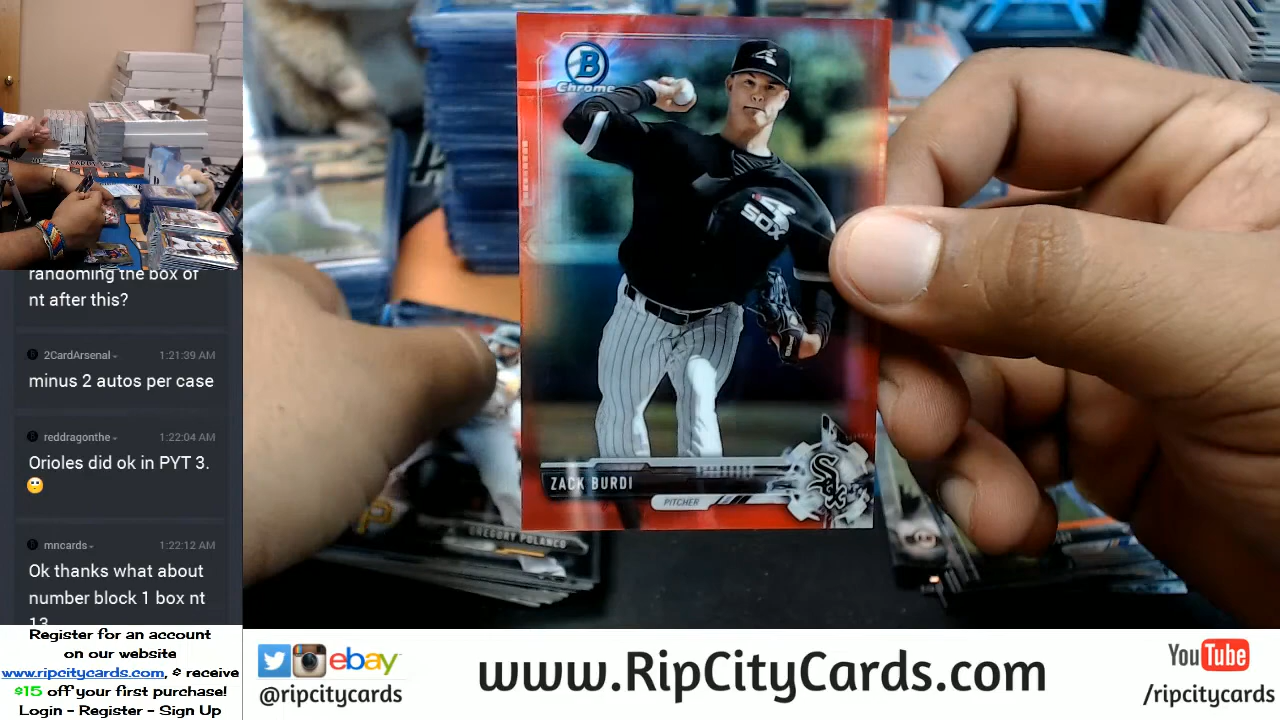 randoming the box of
nt after this?
2CardArsenal
1:21:39 AM
minus 2 autos per case
reddragonthe
1:22:04 AM
Orioles did ok in PYT 3.
mncards
1:22:12 AM
Ok thanks what about
number block 1 box nt
13
Register for an account
on our website
www.ripcitycards.com, & receive
$15 off your first purchase!
Login - Register - Sign Up
B
Chrome
SOX
ZACK BURDI
PITCHER
SOX
GREGORY POLANCO
P
ebay
@ripcitycards
www.RipCityCards.com
YouTube
/ripcitycards